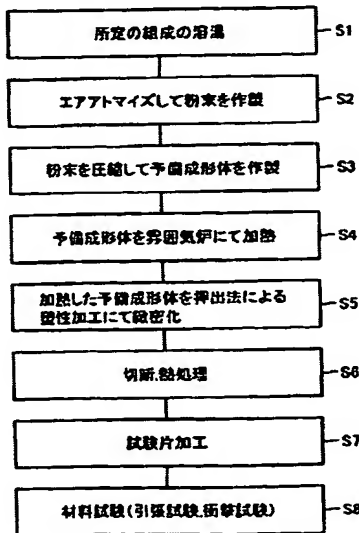 所定の組成の溶湯
S1
エアアトマイズして粉末を作製
S2
粉末を圧縮して予備成形体を作製
S3
予備成形体を雰囲気炉にて加熱
S4
加熱した予備成形体を押出法による
塑性加工にて緻密化
S5
切断,熱処理
S6
試験片加工
S7
材料試験(引張試験,衝撃試験)
S8